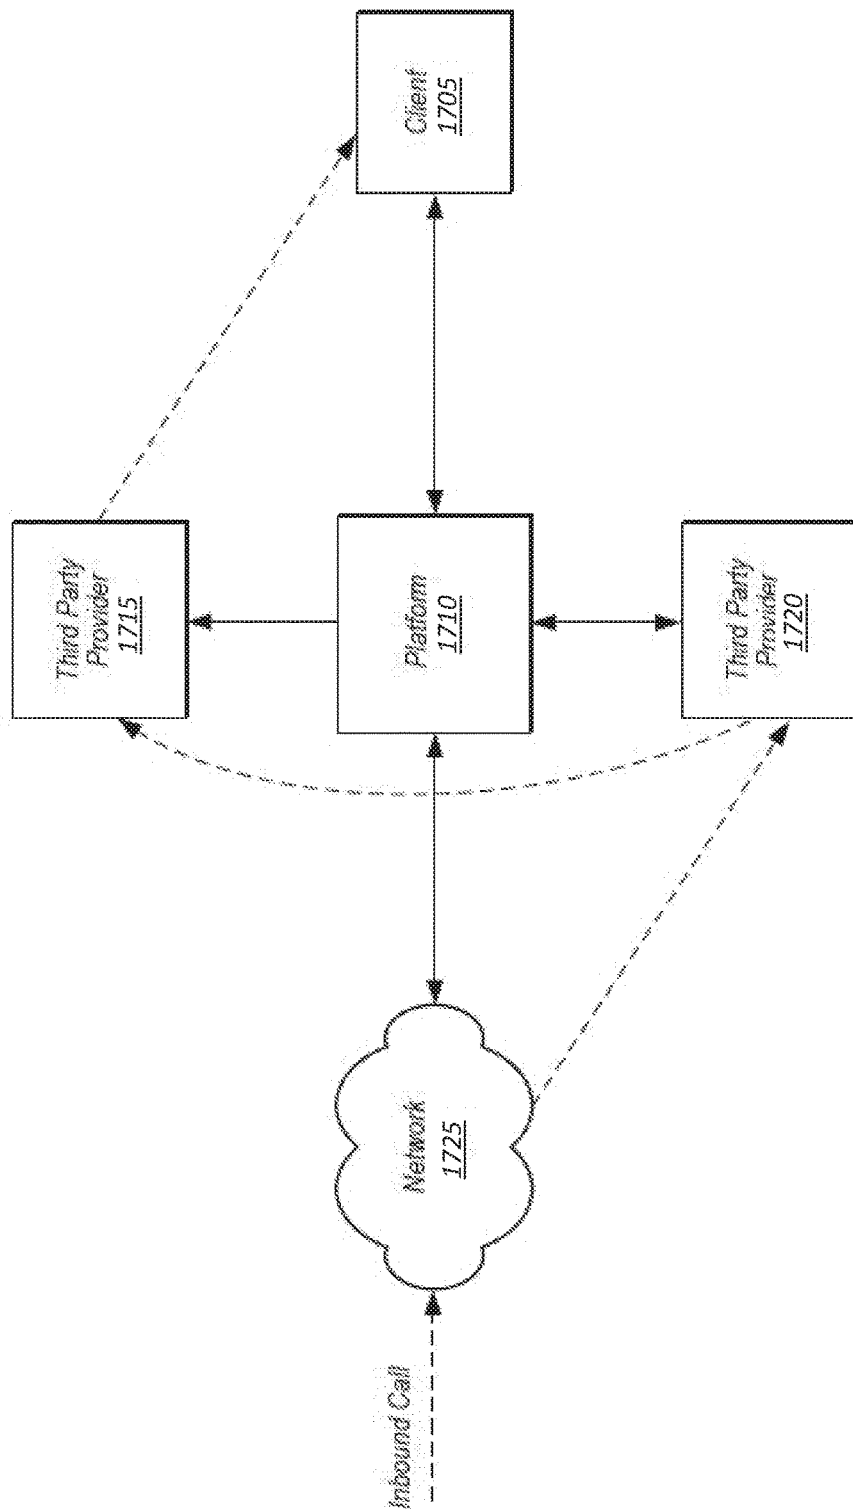 Inbound Call
Network
1725
Third Party
Provider
1715
Platform
1710
Third Party
Provider
1720
Client
1705